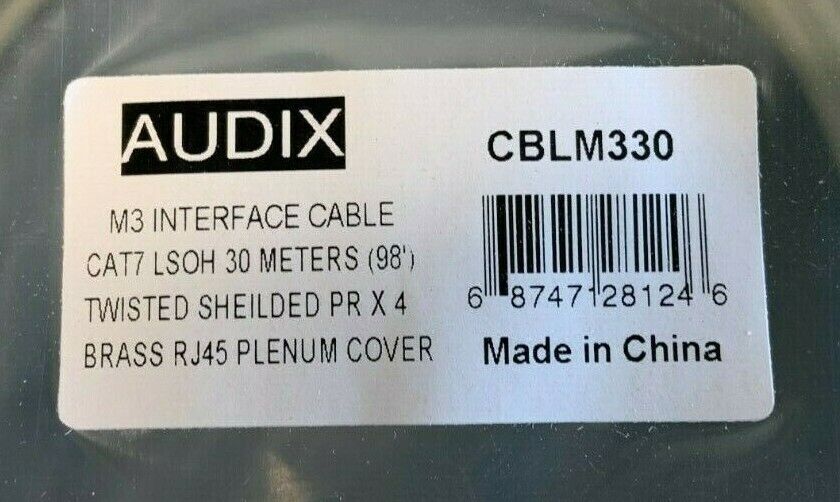 AUDIX
CBLM330
M3 INTERFACE CABLE
CAT7 LSOH 30 METERS (98')
TWISTED SHEILDED PR X 4
BRASS RJ45 PLENUM COVER
6 87471 28124 6
Made in China